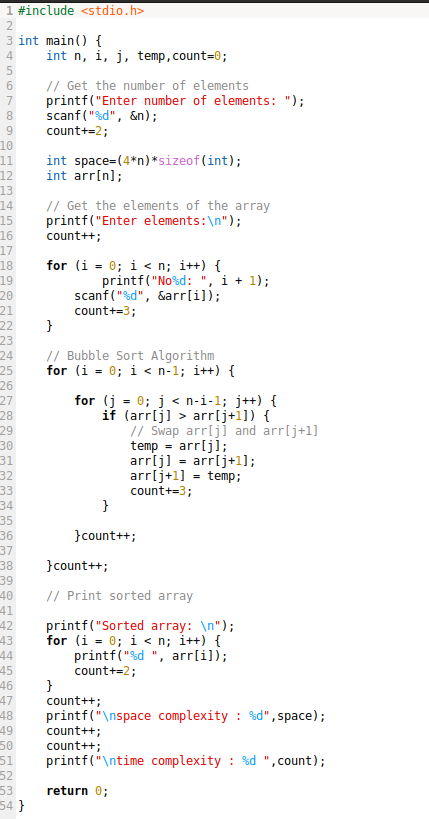 1 #include <stdio.h>
2
3 int main() {
4     int n, i, j, temp,count=0;
5
6     // Get the number of elements
7     printf("Enter number of elements: ");
8     scanf("%d", &n);
9     count+=2;
10
11     int space=(4*n)*sizeof(int);
12     int arr[n];
13
14     // Get the elements of the array
15     printf("Enter elements:\n");
16     count++;
17
18     for (i = 0; i < n; i++) {
19             printf("No%d: ", i + 1);
20         scanf("%d", &arr[i]);
21         count+=3;
22     }
23
24     // Bubble Sort Algorithm
25     for (i = 0; i < n-1; i++) {
26
27         for (j = 0; j < n-i-1; j++) {
28             if (arr[j] > arr[j+1]) {
29                 // Swap arr[j] and arr[j+1]
30                 temp = arr[j];
31                 arr[j] = arr[j+1];
32                 arr[j+1] = temp;
33                 count+=3;
34             }
35
36         }count++;
37
38     }count++;
39
40     // Print sorted array
41
42     printf("Sorted array: \n");
43     for (i = 0; i < n; i++) {
44         printf("%d ", arr[i]);
45         count+=2;
46     }
47     count++;
48     printf("\nspace complexity : %d",space);
49     count++;
50     count++;
51     printf("\ntime complexity : %d ",count);
52
53     return 0;
54 }